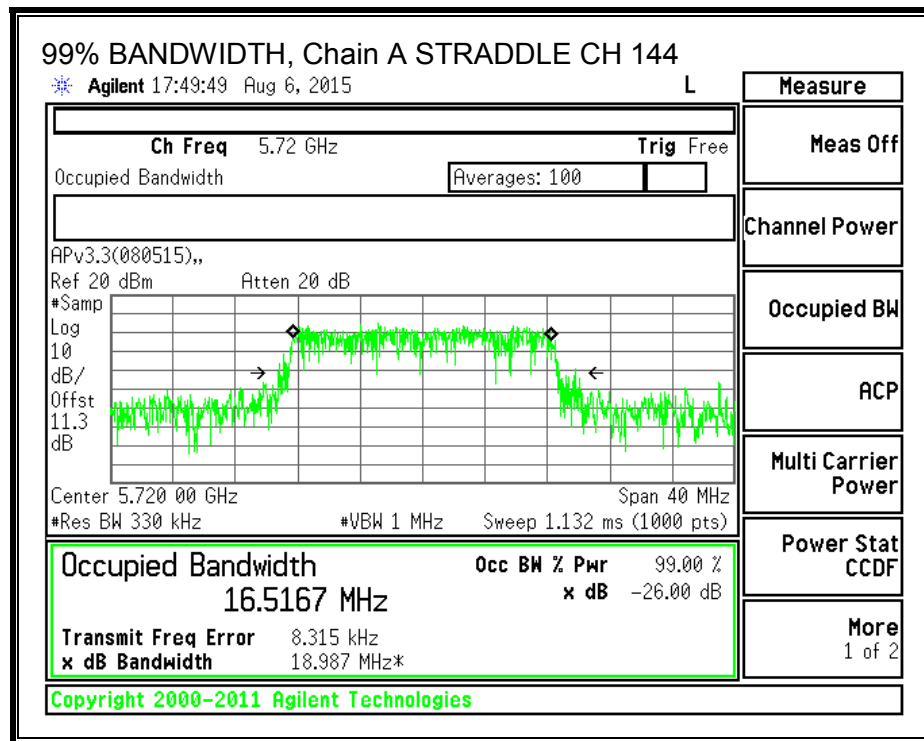 99% BANDWIDTH, Chain A STRADDLE CH 144
Agilent 17:49:49 Aug 6, 2015 L
Measure
Ch Freq 5.72 GHz Trig Free
Meas Off
Occupied Bandwidth Averages: 100
Channel Power
APv3.3(080515),,
Ref 20 dBm Atten 20 dB
#Samp
Log
10
dB/
Offst
11.3
dB
Occupied BW
ACP
Multi Carrier
Power
Center 5.720 00 GHz Span 40 MHz
#Res BW 330 kHz #VBW 1 MHz Sweep 1.132 ms (1000 pts)
Power Stat
CCDF
Occupied Bandwidth Occ BW % Pwr 99.00 %
16.5167 MHz x dB -26.00 dB
Transmit Freq Error 8.315 kHz
x dB Bandwidth 18.987 MHz*
More
1 of 2
Copyright 2000-2011 Agilent Technologies